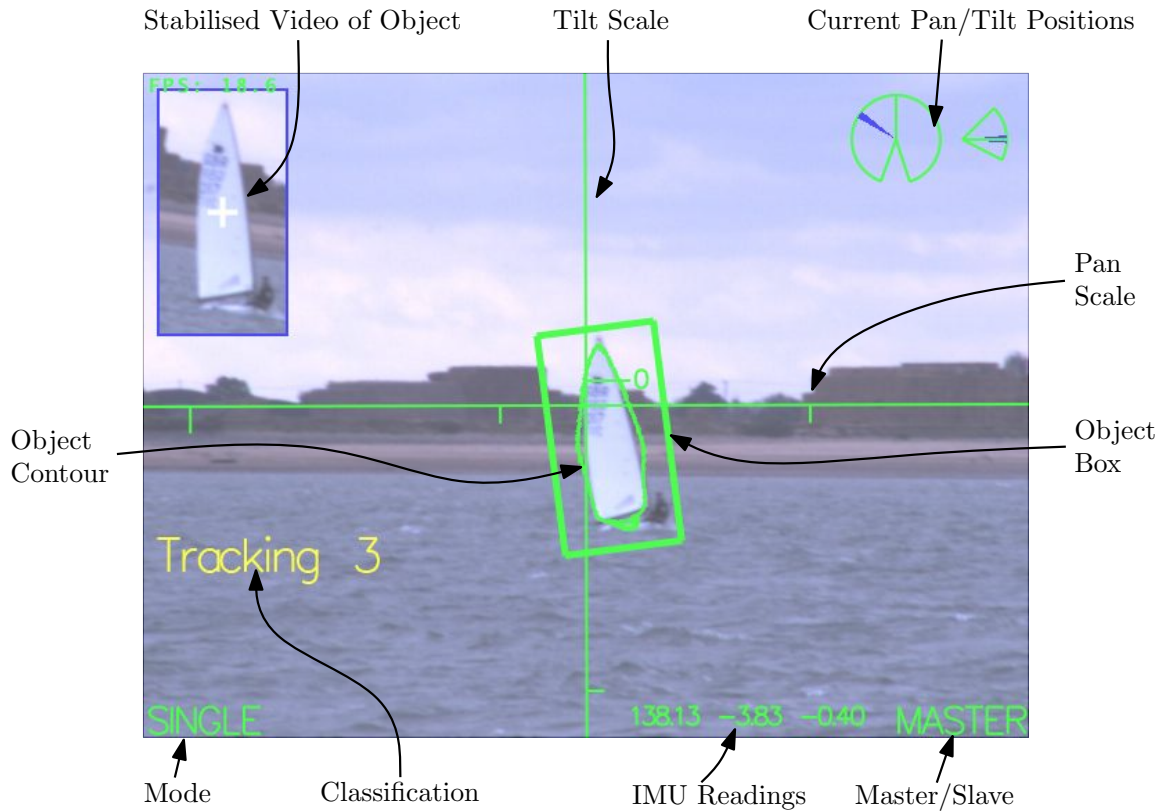 Stabilised Video of Object
Tilt Scale
Current Pan/Tilt Positions
FPS: 18.6
Pan
Scale
0
Object
Contour
Object
Box
Tracking 3
SINGLE
138.13 -3.83 -0.40
MASTER
Mode
Classification
IMU Readings
Master/Slave